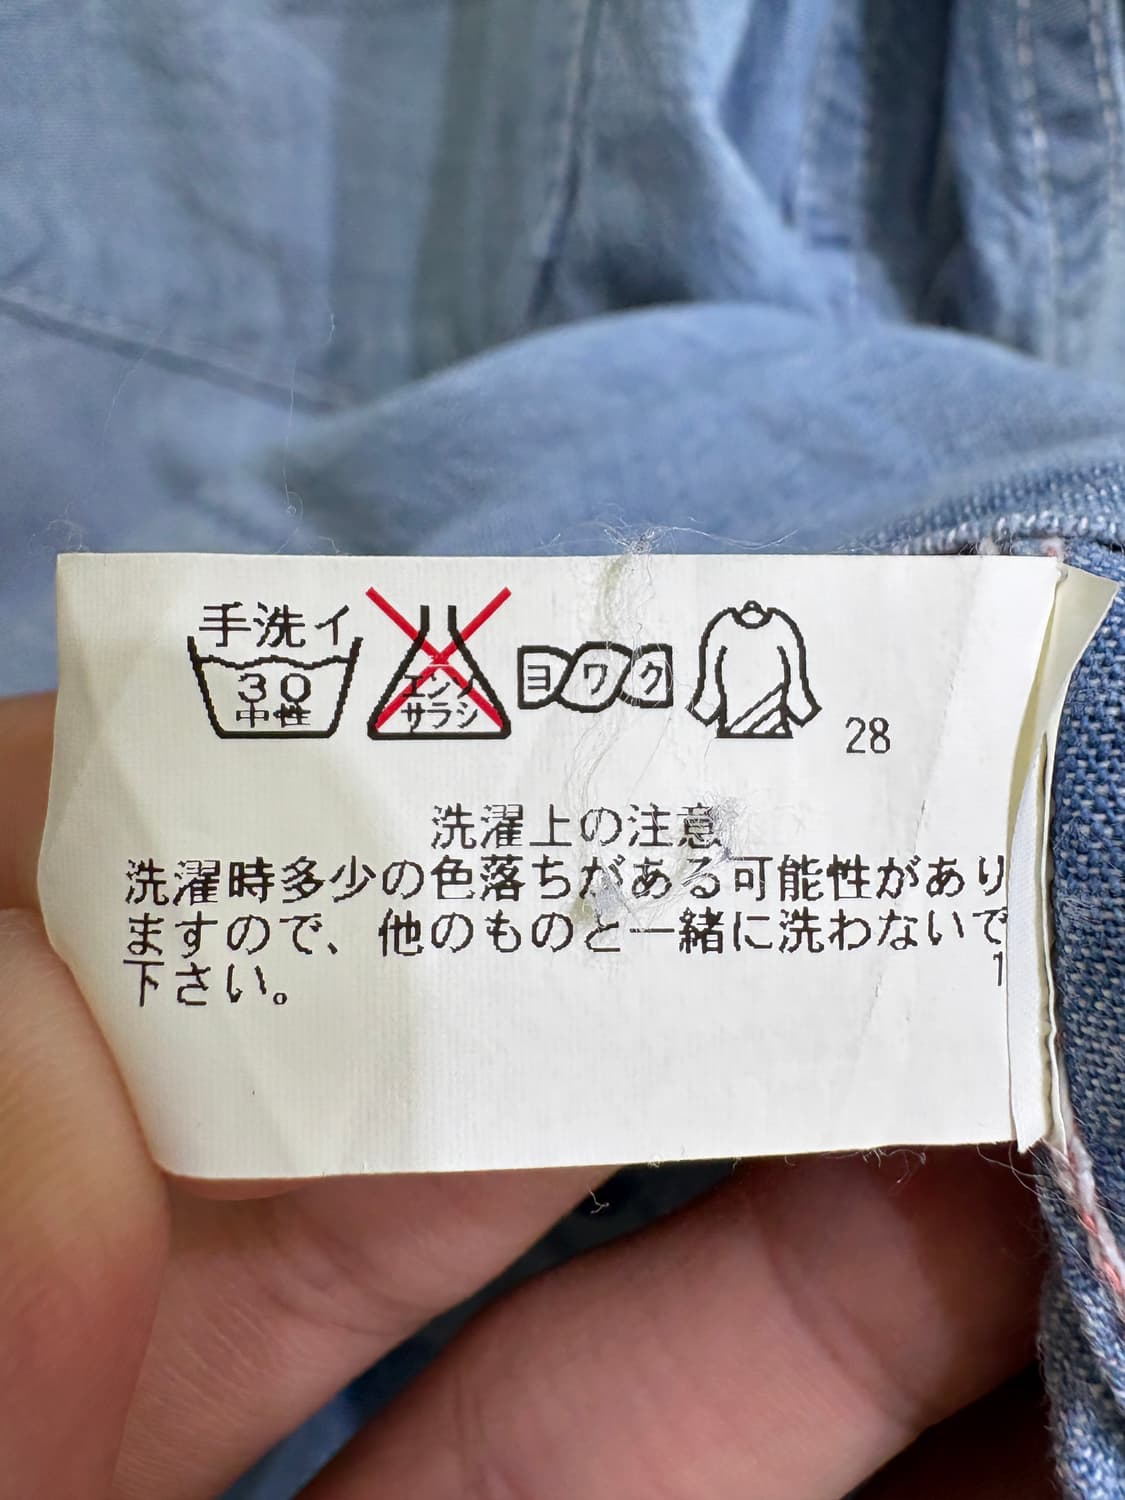 手洗イ
30
中性
エンソ
サラシ
ヨワク
28
洗濯上の注意
洗濯時多少の色落ちがある可能性があり
ますので、他のものと一緒に洗わないで
下さい。
1